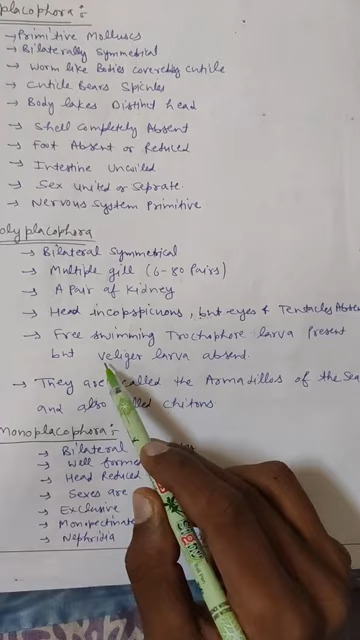 placophora:-
→ Primitive Molluscs
→ Bilaterally Symmetrical
→ Worm like Bodies covered by cuticle
→ Cuticle Bears Spicules
→ Body lakes Distinct head
→ Shell Completely Absent
→ Foot Absent or Reduced
→ Intestine Uncoiled
→ Sex United or Seprate.
→ Nervous System Primitive
olyplacophora
→ Bilateral Symmetrical
→ Multiple gill (6-80 Pairs)
→ A Pair of Kidney
→ Head incopspicuous, but eyes & Tentacles Absent
→ Free swimming Trochophore larva present
but veliger larva absent.
→ They are called the Armadillos of the Sea
and also called chitons
Monoplacophora:-
→ Bilateral
→ Well formed
→ Head Reduced
→ Sexes are
→ Exclusive
→ Monopectinate
→ Nephridia